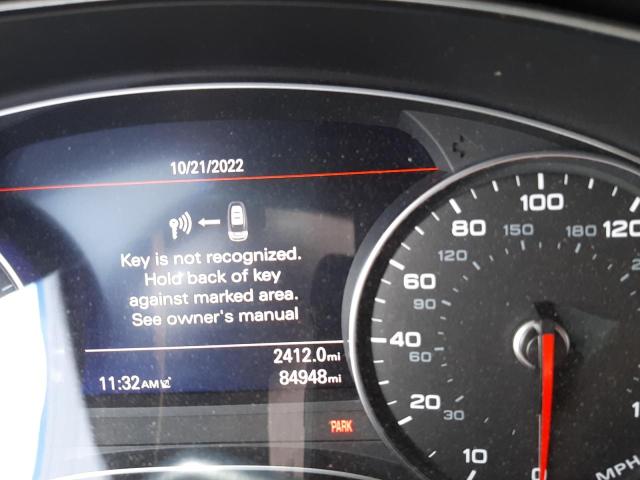 10/21/2022
Key is not recognized.
Hold back of key
against marked area.
See owner's manual
2412.0mi
11:32AM 84948mi
PARK
0
10
20 30
40 60
60 90
80 120
100 150
120 180
MPH